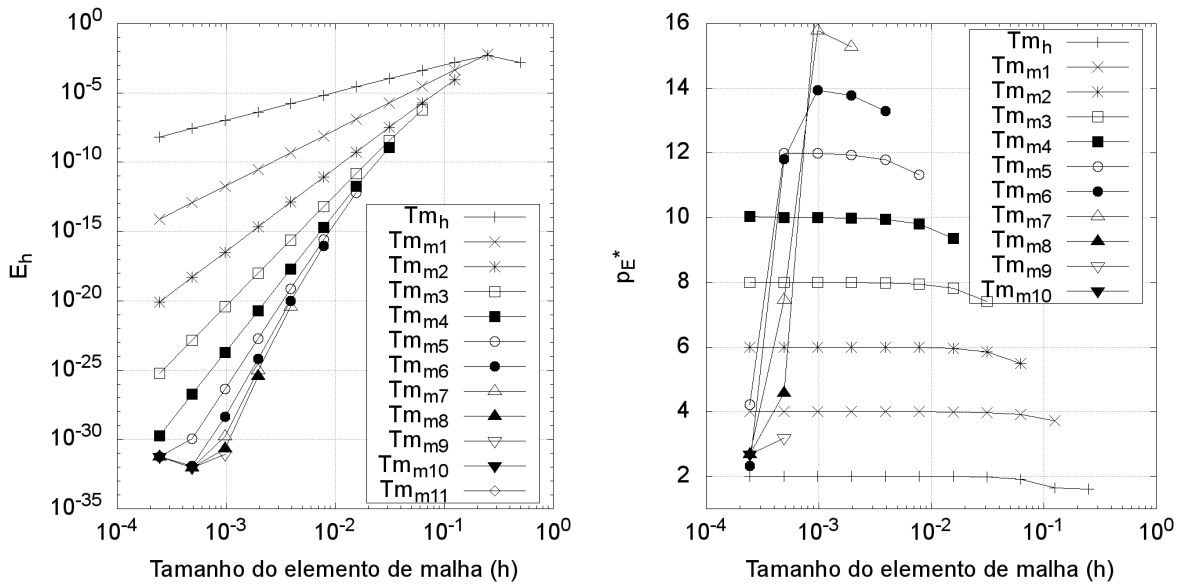 10^0
10^-5
10^-10
10^-15
10^-20
10^-25
10^-30
10^-35
E_h
10^-4
10^-3
10^-2
10^-1
10^0
Tamanho do elemento de malha (h)
Tm_h
Tm_m1
Tm_m2
Tm_m3
Tm_m4
Tm_m5
Tm_m6
Tm_m7
Tm_m8
Tm_m9
Tm_m10
Tm_m11
16
14
12
10
8
6
4
2
p_E*
10^-4
10^-3
10^-2
10^-1
10^0
Tamanho do elemento de malha (h)
Tm_h
Tm_m1
Tm_m2
Tm_m3
Tm_m4
Tm_m5
Tm_m6
Tm_m7
Tm_m8
Tm_m9
Tm_m10